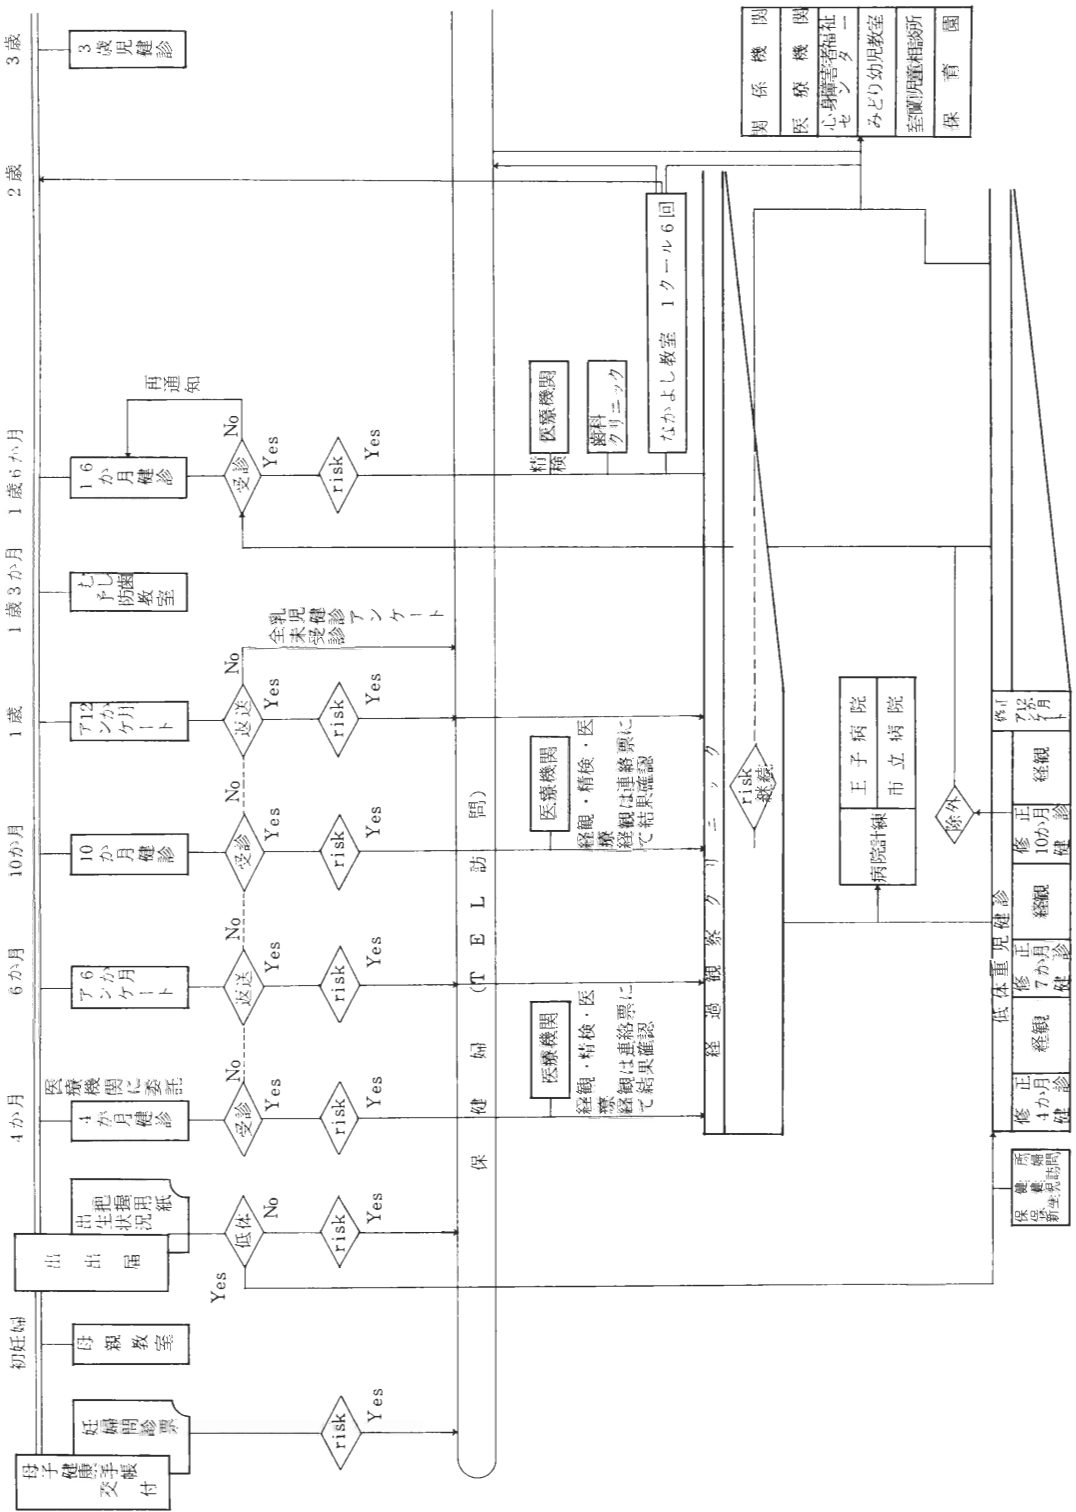 母子健康手帳交付
妊婦問診票
risk
Yes
初妊婦
母親教室
出出届
出生状況把握用紙
低体
Yes
No
risk
Yes
4か月
医療機関に委託
4か月健診
受診
No
Yes
risk
Yes
医療機関
経観・精検・医療
経観は連絡票にて結果確認
6か月
6か月アンケート
返送
No
Yes
risk
Yes
10か月
10か月健診
受診
No
Yes
risk
Yes
医療機関
経観・精検・医療
経観は連絡票にて結果確認
1歳
12か月アンケート
返送
No
Yes
risk
Yes
全乳児健診未受診アンケート
1歳3か月
むし歯予防教室
1歳6か月
16か月健診
再通知
受診
No
Yes
risk
Yes
精検
医療機関
歯科クリニック
なかよし教室 1クール6回
2歳
3歳
3歳児健診
保健婦(TEL訪問)
経過観察クリニック
risk継続
病院訓練
王子病院
市立病院
除外
保健所
保健婦
新生児訪問
低体重児健診
修正4か月健診
経観
修正7か月健診
経観
修正10か月健診
経観
修正12か月アンケート
関係機関
医療機関
心身障害者福祉センター
みどり幼児教室
室蘭児童相談所
保育園